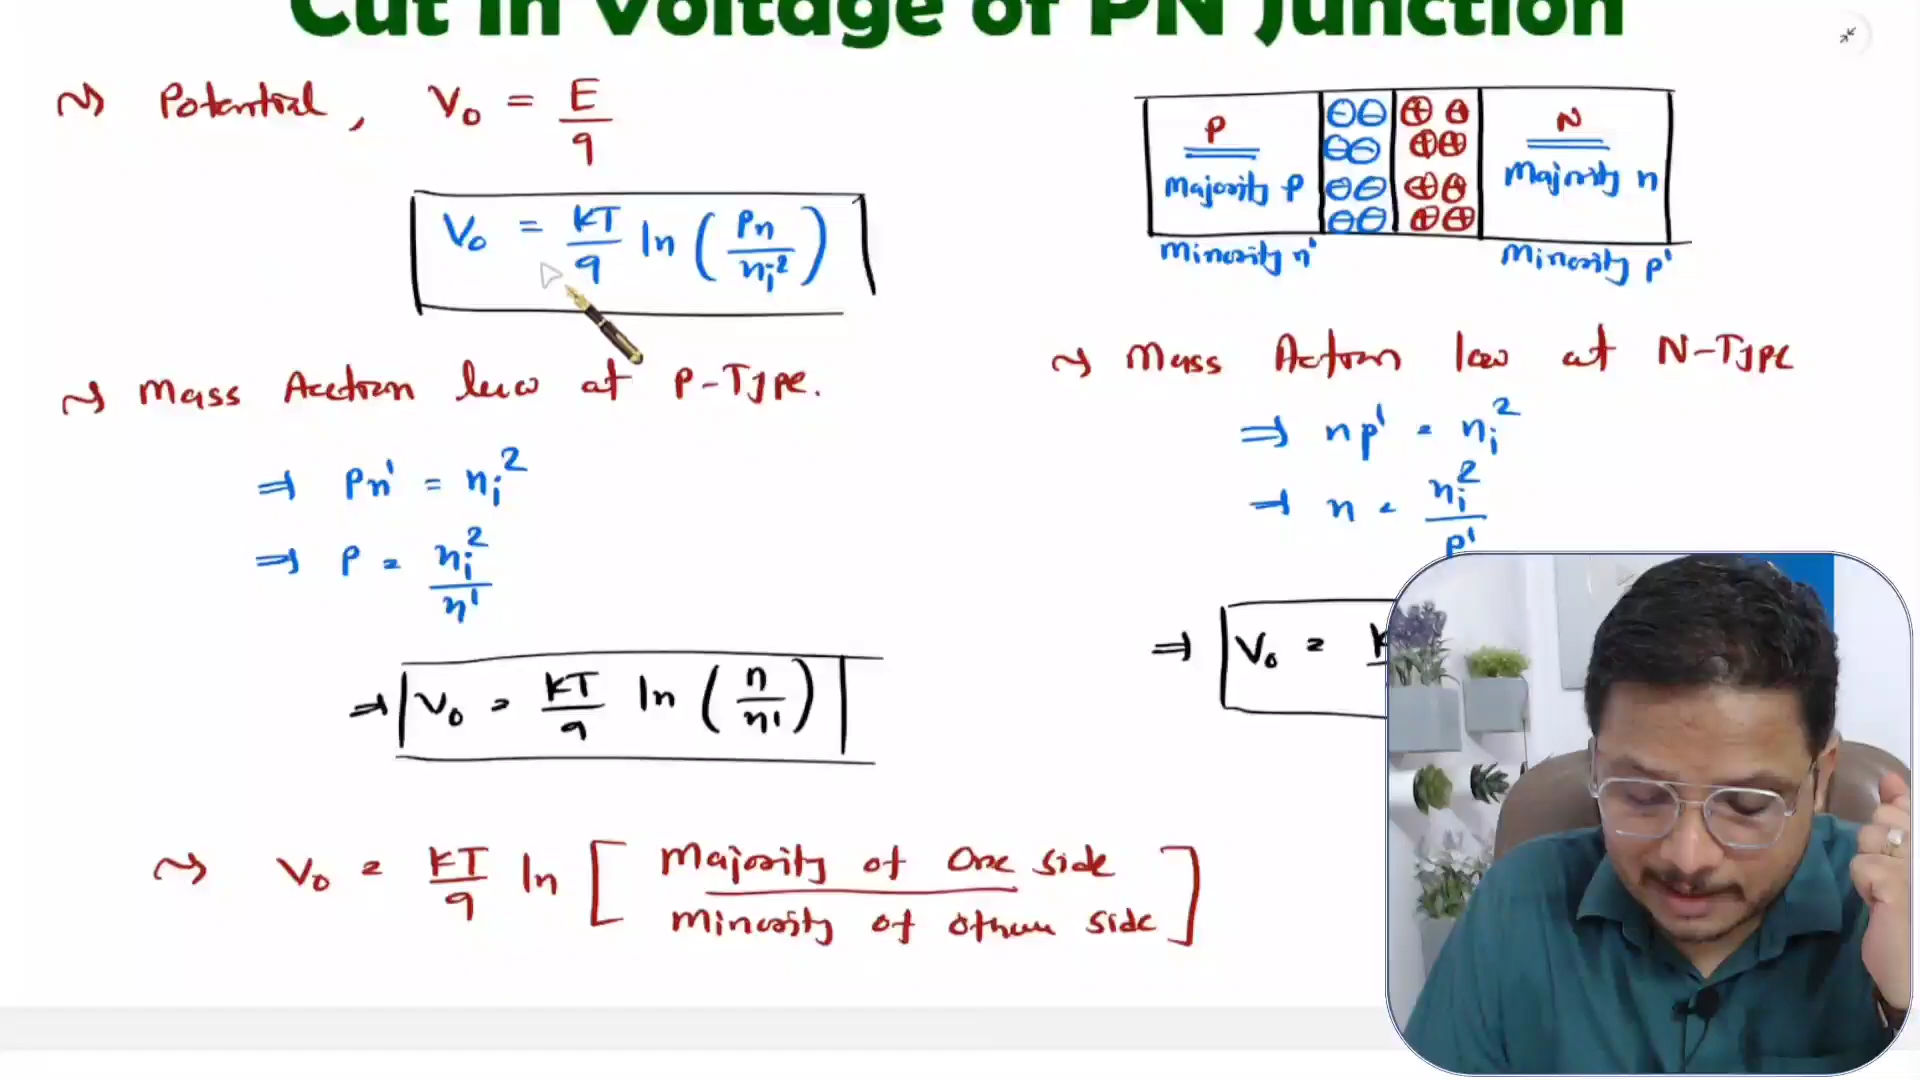 Cut in Voltage of PN Junction
Potential, V₀ = E/q
V₀ = KT/q ln (pn/nᵢ²)
P
Majority p
Minority n'
N
Majority n
Minority p'
Mass Action law at P-Type.
⇒ pn' = nᵢ²
⇒ p = nᵢ²/n'
⇒ V₀ = KT/q ln (n/n')
Mass Action law at N-Type
⇒ np' = nᵢ²
⇒ n = nᵢ²/p'
⇒ V₀ = K
V₀ = KT/q ln [Majority of One side / Minority of other side]